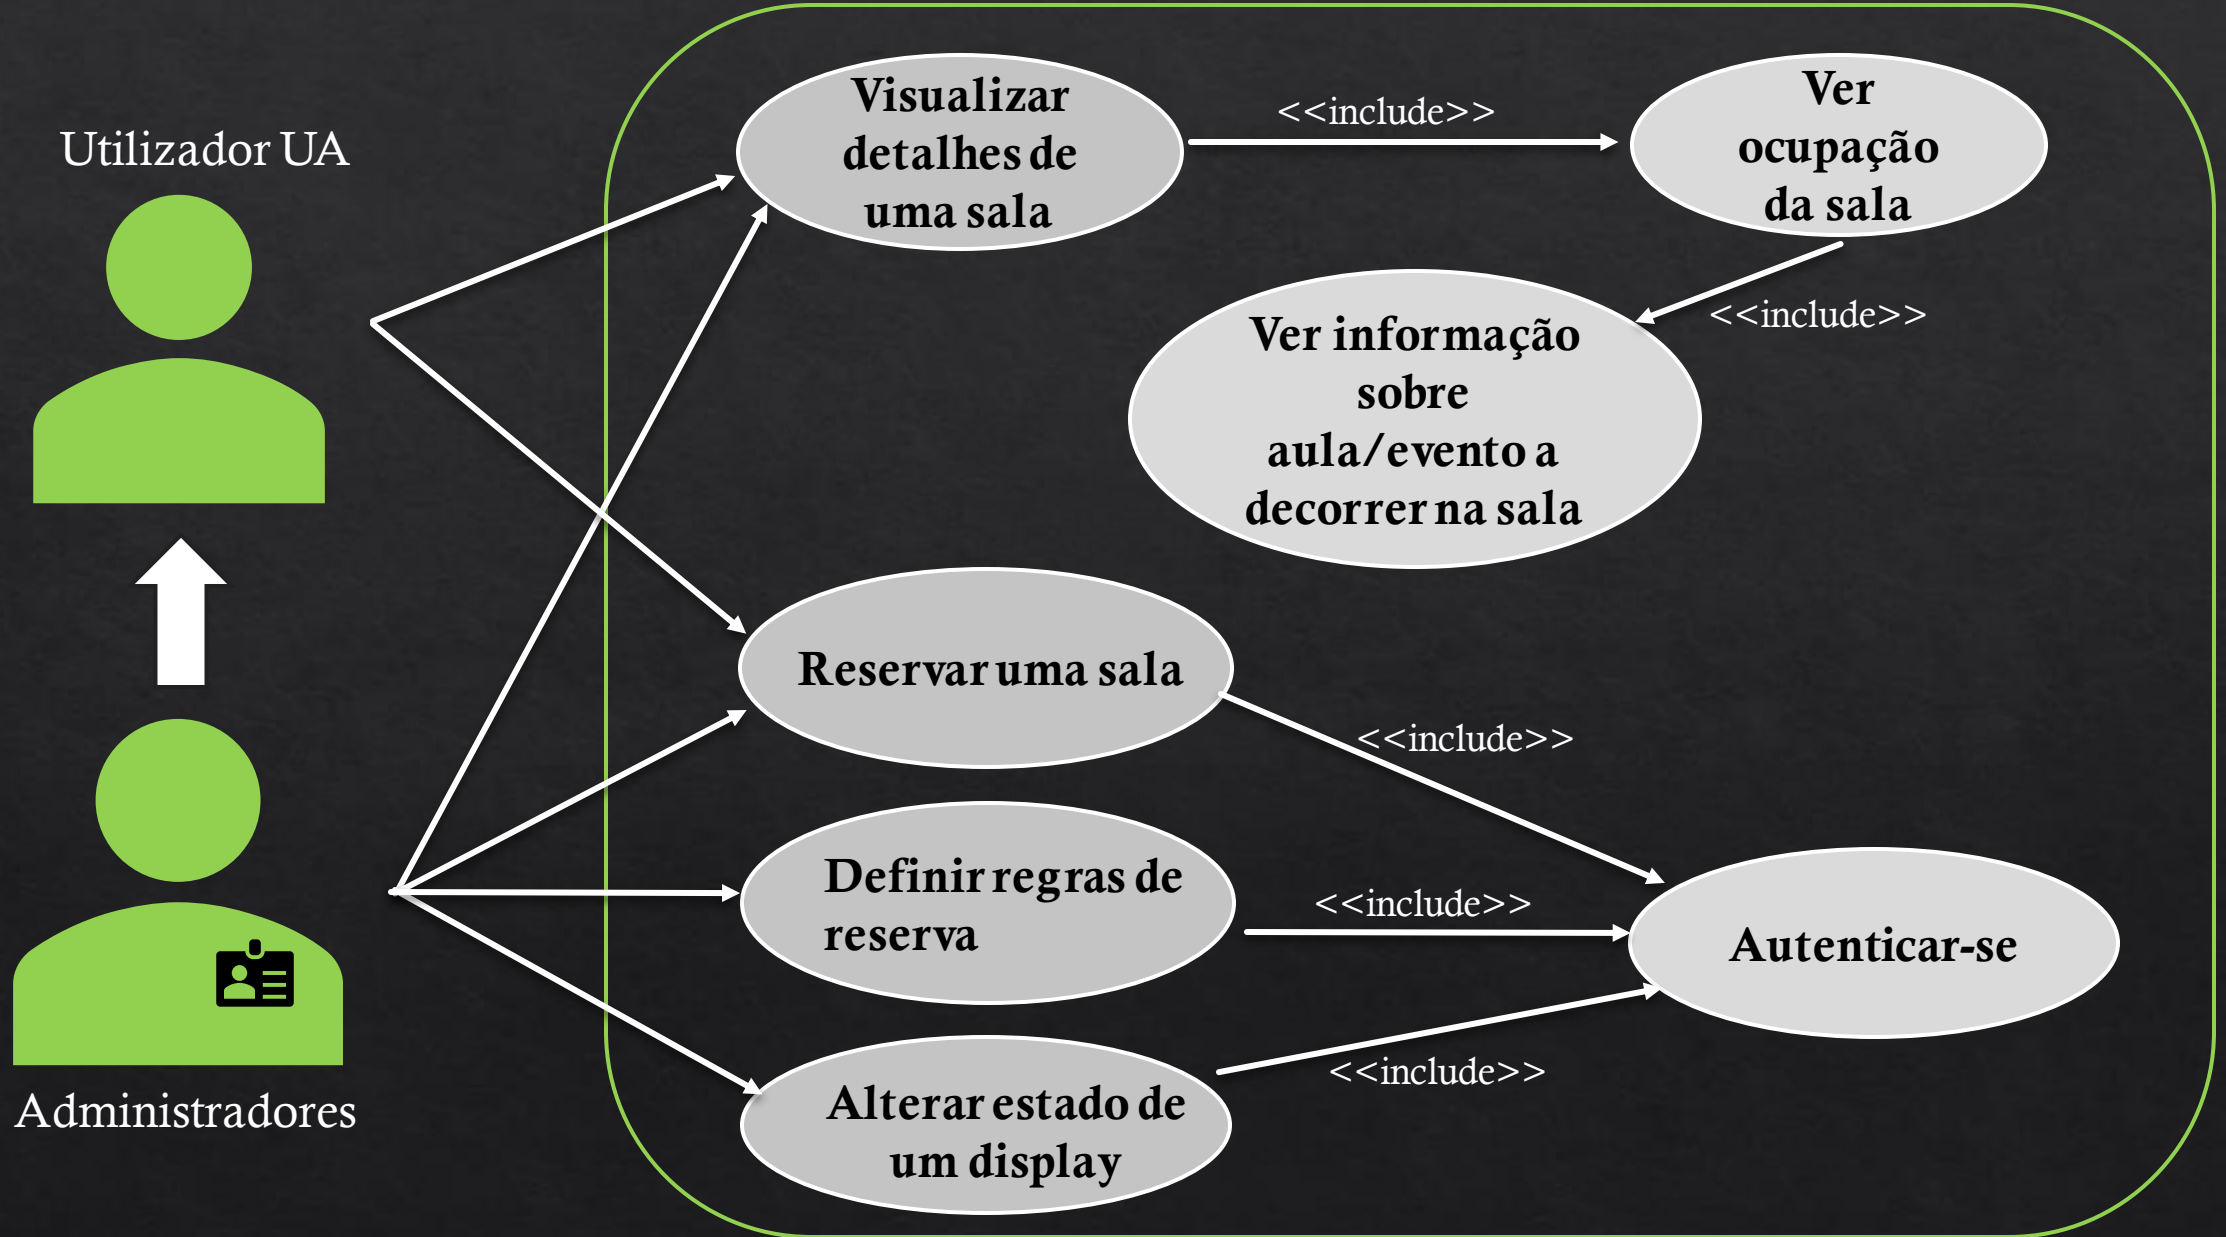 Utilizador UA
Visualizar
detalhes de
uma sala
<<include>>
Ver
ocupação
da sala
<<include>>
Ver informação
sobre
aula/evento a
decorrer na sala
Reservar uma sala
<<include>>
Definir regras de
reserva
<<include>>
Autenticar-se
Alterar estado de
um display
<<include>>
Administradores